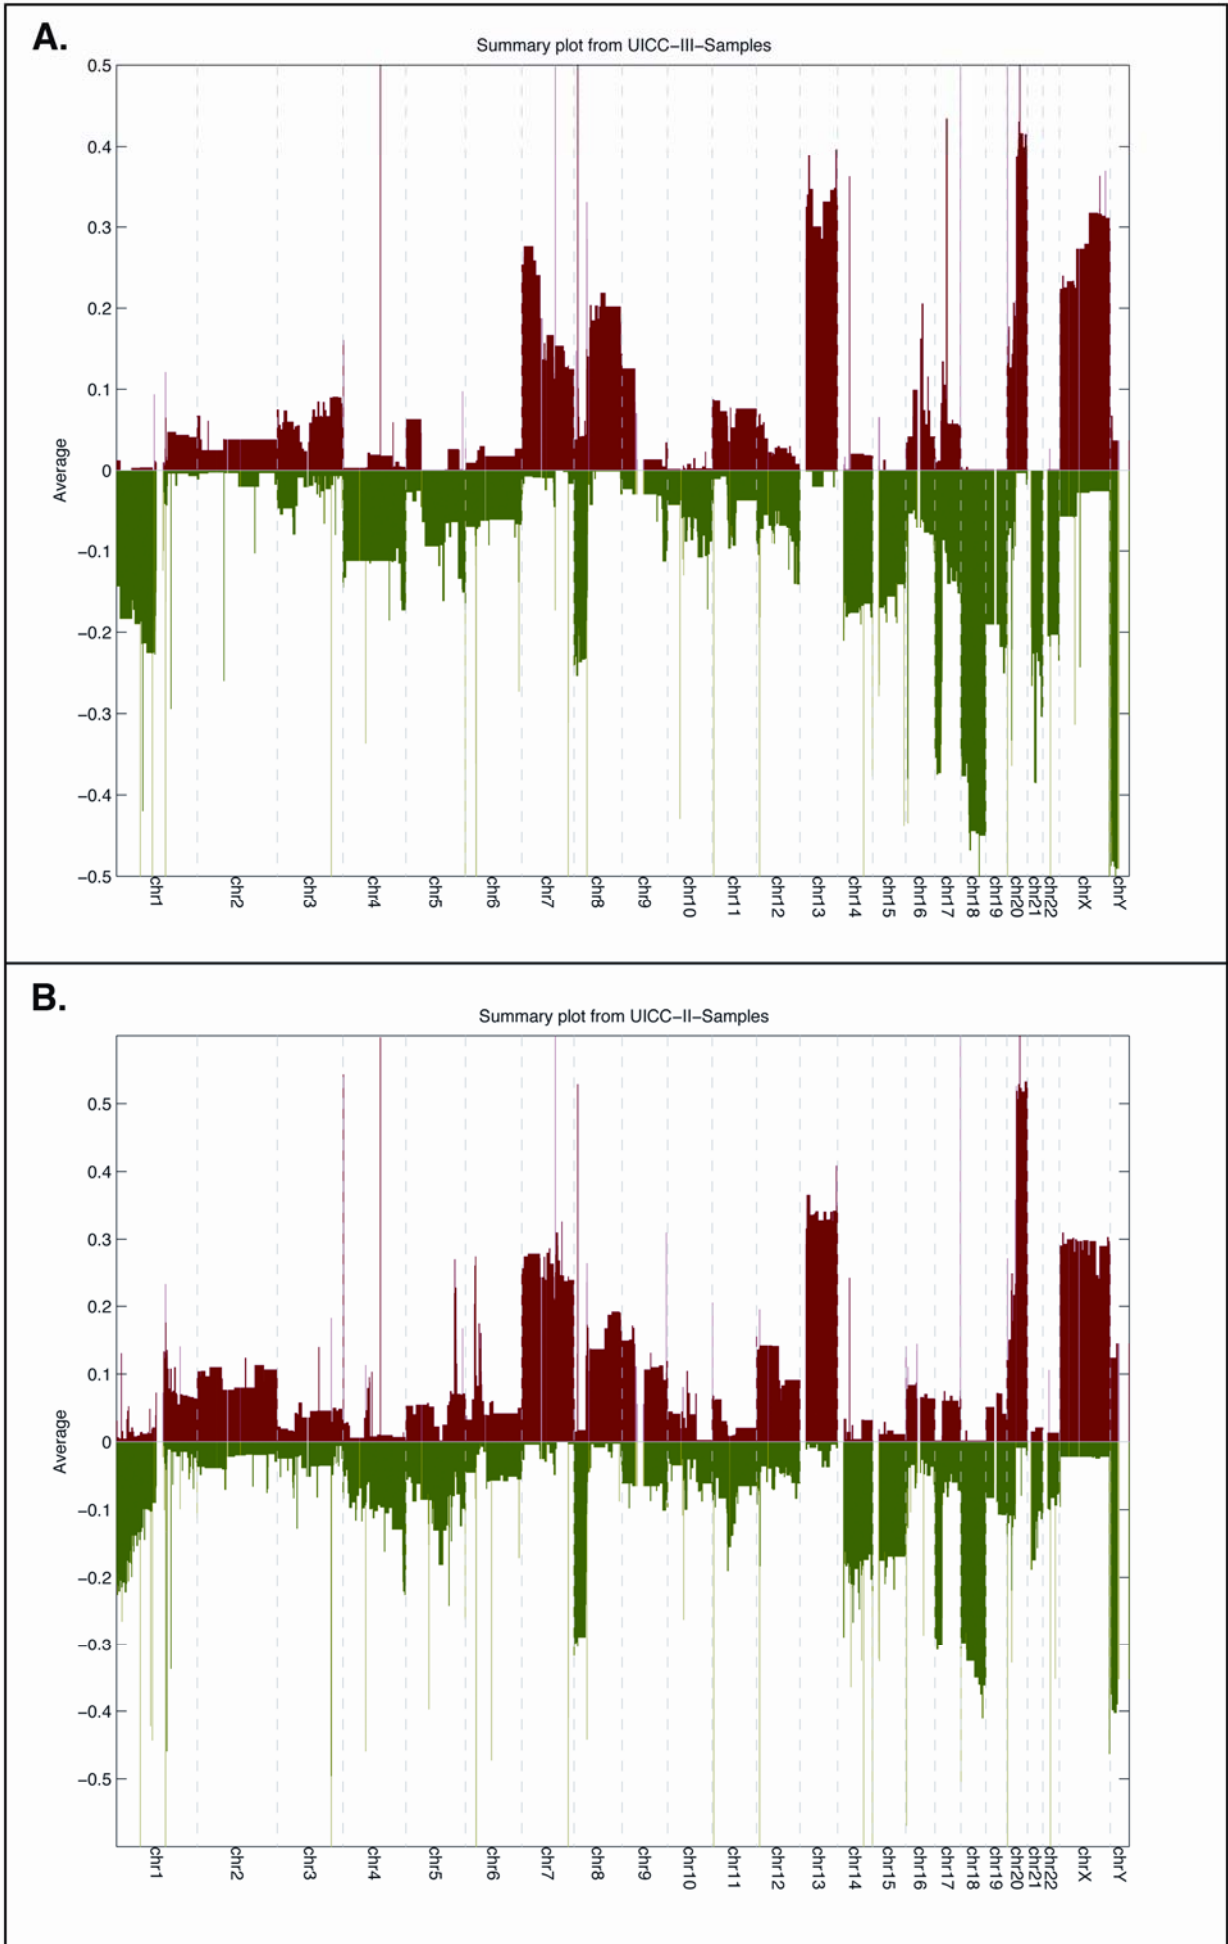 A.
Summary plot from UICC-III-Samples
0.5
0.4
0.3
0.2
0.1
0
-0.1
-0.2
-0.3
-0.4
-0.5
Average
chr1 chr2 chr3 chr4 chr5 chr6 chr7 chr8 chr9 chr10 chr11 chr12 chr13 chr14 chr15 chr16 chr17 chr18 chr19 chr20 chr21 chr22 chrX chrY
B.
Summary plot from UICC-II-Samples
0.5
0.4
0.3
0.2
0.1
0
-0.1
-0.2
-0.3
-0.4
-0.5
Average
chr1 chr2 chr3 chr4 chr5 chr6 chr7 chr8 chr9 chr10 chr11 chr12 chr13 chr14 chr15 chr16 chr17 chr18 chr19 chr20 chr21 chr22 chrX chrY